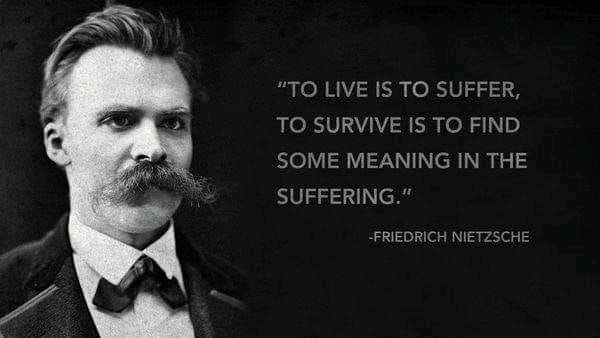 “TO LIVE IS TO SUFFER,
TO SURVIVE IS TO FIND
SOME MEANING IN THE
SUFFERING.”
-FRIEDRICH NIETZSCHE